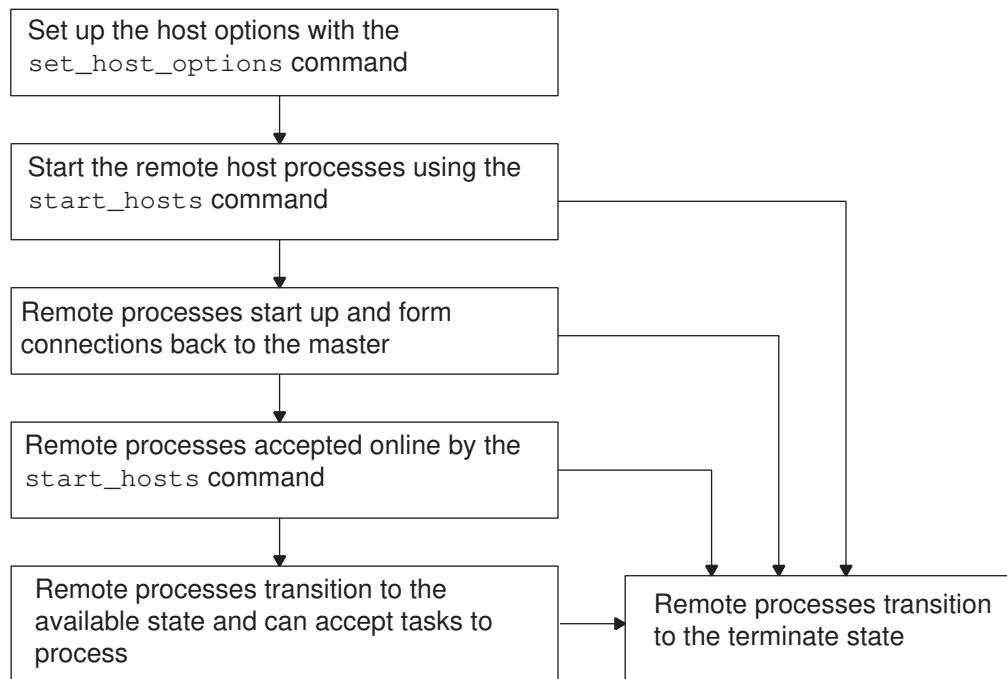 Set up the host options with the
set_host_options command
Start the remote host processes using the
start_hosts command
Remote processes start up and form
connections back to the master
Remote processes accepted online by the
start_hosts command
Remote processes transition to the
available state and can accept tasks to
process
Remote processes transition
to the terminate state